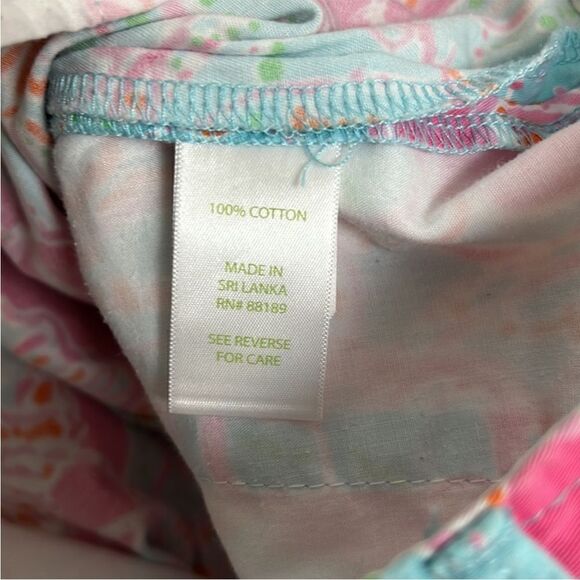 100% COTTON
MADE IN
SRI LANKA
RN# 88189
SEE REVERSE
FOR CARE